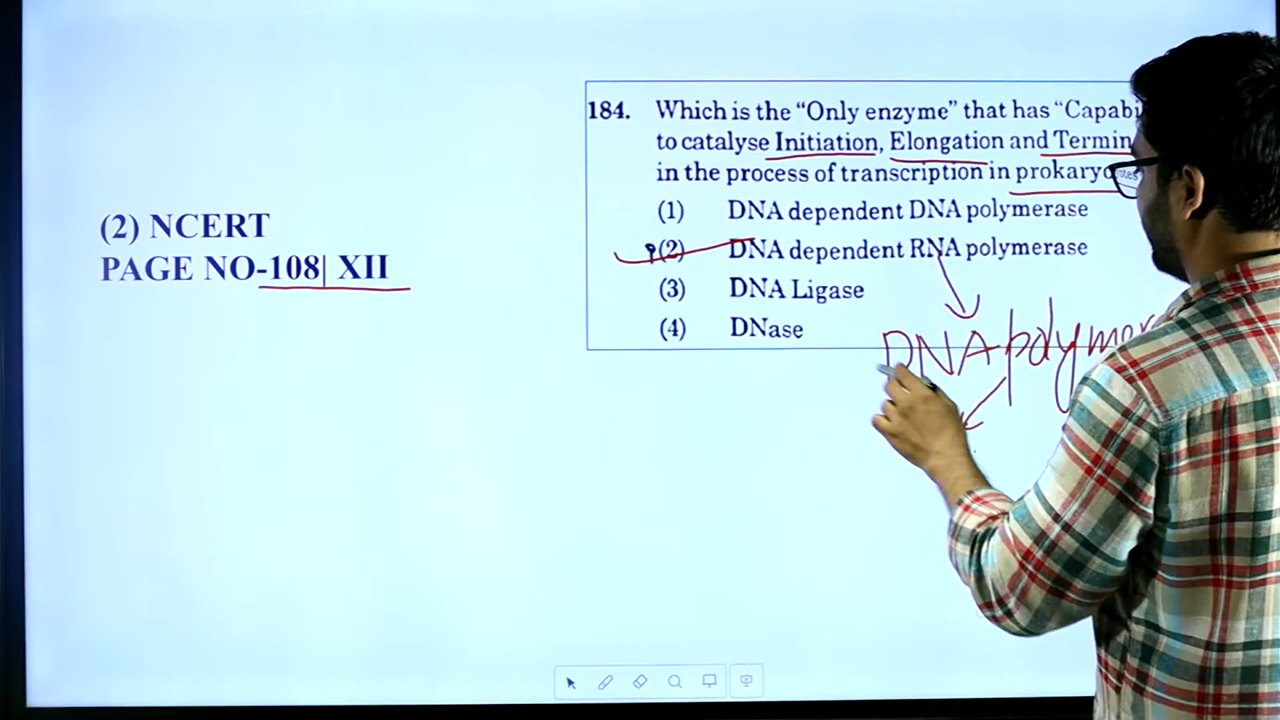 (2) NCERT
PAGE NO-108| XII
184. Which is the “Only enzyme” that has “Capabi
to catalyse Initiation, Elongation and Termin
in the process of transcription in prokaryotes
(1) DNA dependent DNA polymerase
(2) DNA dependent RNA polymerase
(3) DNA Ligase
(4) DNase
DNA polymer